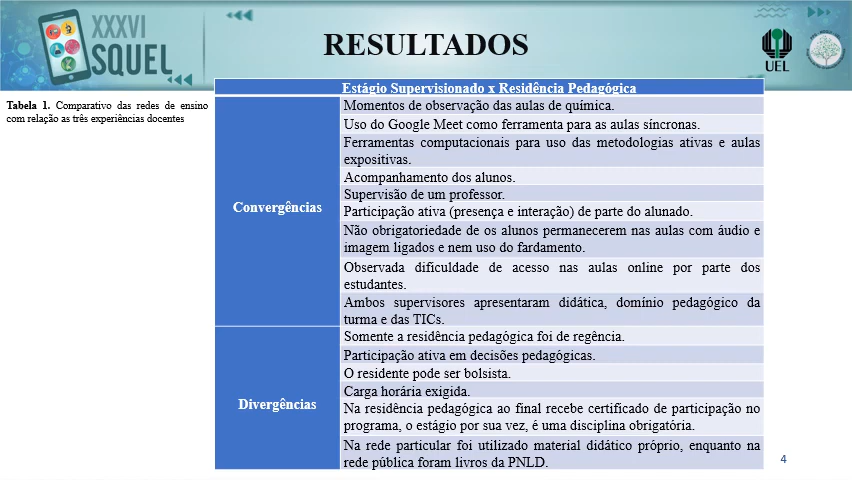 XXXVI
SQUEL
RESULTADOS
UEL
Tabela 1. Comparativo das redes de ensino
com relação as três experiências docentes
Estágio Supervisionado x Residência Pedagógica
Convergências
Momentos de observação das aulas de química.
Uso do Google Meet como ferramenta para as aulas síncronas.
Ferramentas computacionais para uso das metodologias ativas e aulas
expositivas.
Acompanhamento dos alunos.
Supervisão de um professor.
Participação ativa (presença e interação) de parte do alunado.
Não obrigatoriedade de os alunos permanecerem nas aulas com áudio e
imagem ligados e nem uso do fardamento.
Observada dificuldade de acesso nas aulas online por parte dos
estudantes.
Ambos supervisores apresentaram didática, domínio pedagógico da
turma e das TICs.
Divergências
Somente a residência pedagógica foi de regência.
Participação ativa em decisões pedagógicas.
O residente pode ser bolsista.
Carga horária exigida.
Na residência pedagógica ao final recebe certificado de participação no
programa, o estágio por sua vez, é uma disciplina obrigatória.
Na rede particular foi utilizado material didático próprio, enquanto na
rede pública foram livros da PNLD.
4